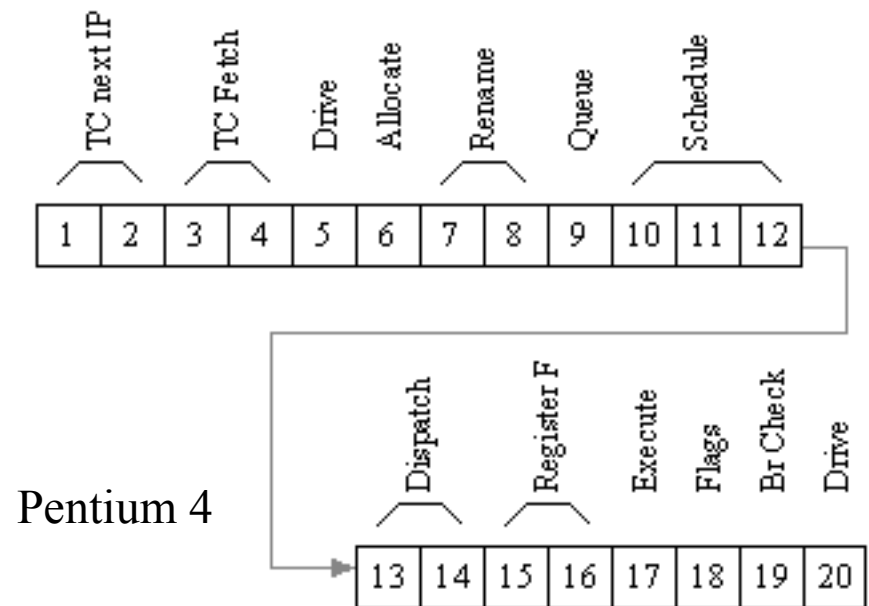 TC next IP
TC Fetch
Drive
Allocate
Rename
Queue
Schedule
1 2 3 4 5 6 7 8 9 10 11 12
Dispatch
Register F
Execute
Flags
Br Check
Drive
Pentium 4
13 14 15 16 17 18 19 20